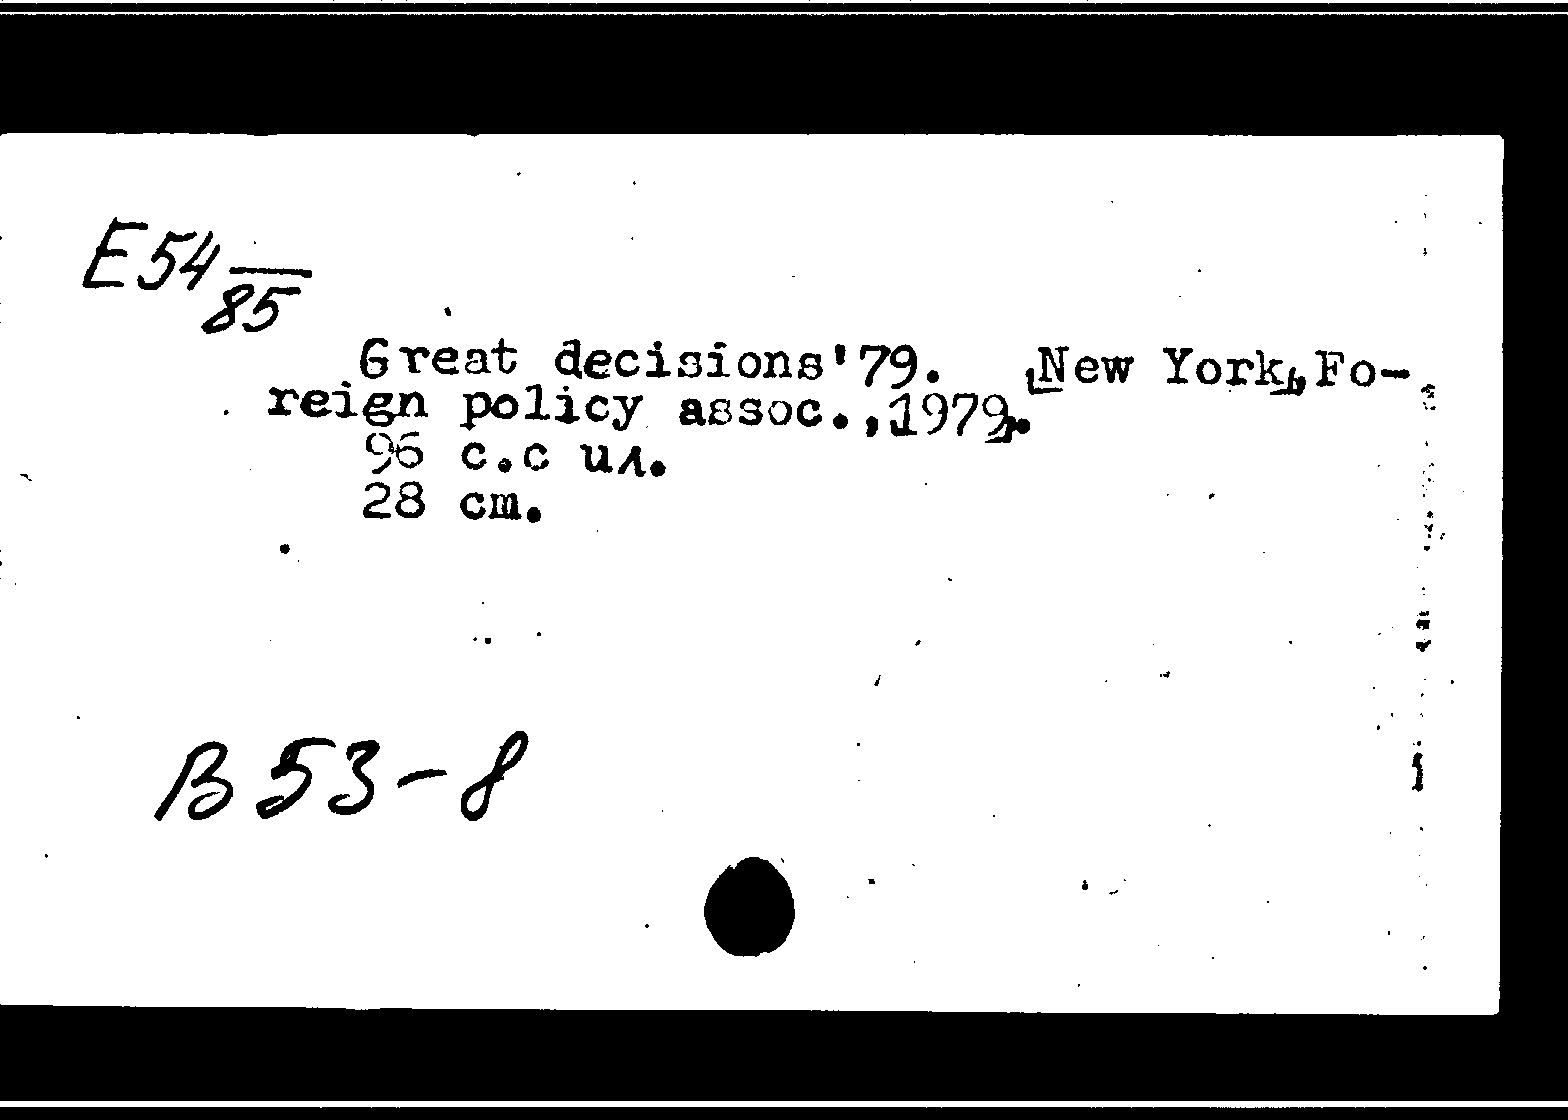 E54
85
Great decisions'79. New York, Fo-
reign policy assoc., 1979.
96 с.с ил.
28 cm.
B53-8